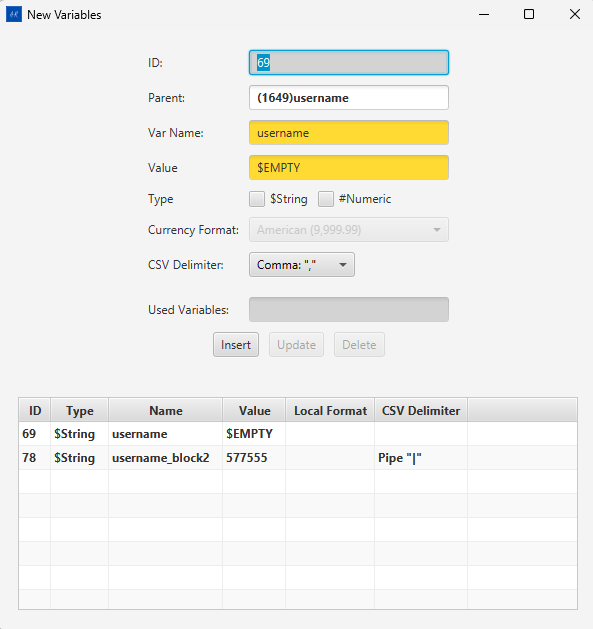 New Variables
ID: 69
Parent: (1649)username
Var Name: username
Value $EMPTY
Type $String #Numeric
Currency Format: American (9,999.99)
CSV Delimiter: Comma: ","
Used Variables:
Insert Update Delete
ID Type Name Value Local Format CSV Delimiter
69 $String username $EMPTY
78 $String username_block2 577555 Pipe "|"